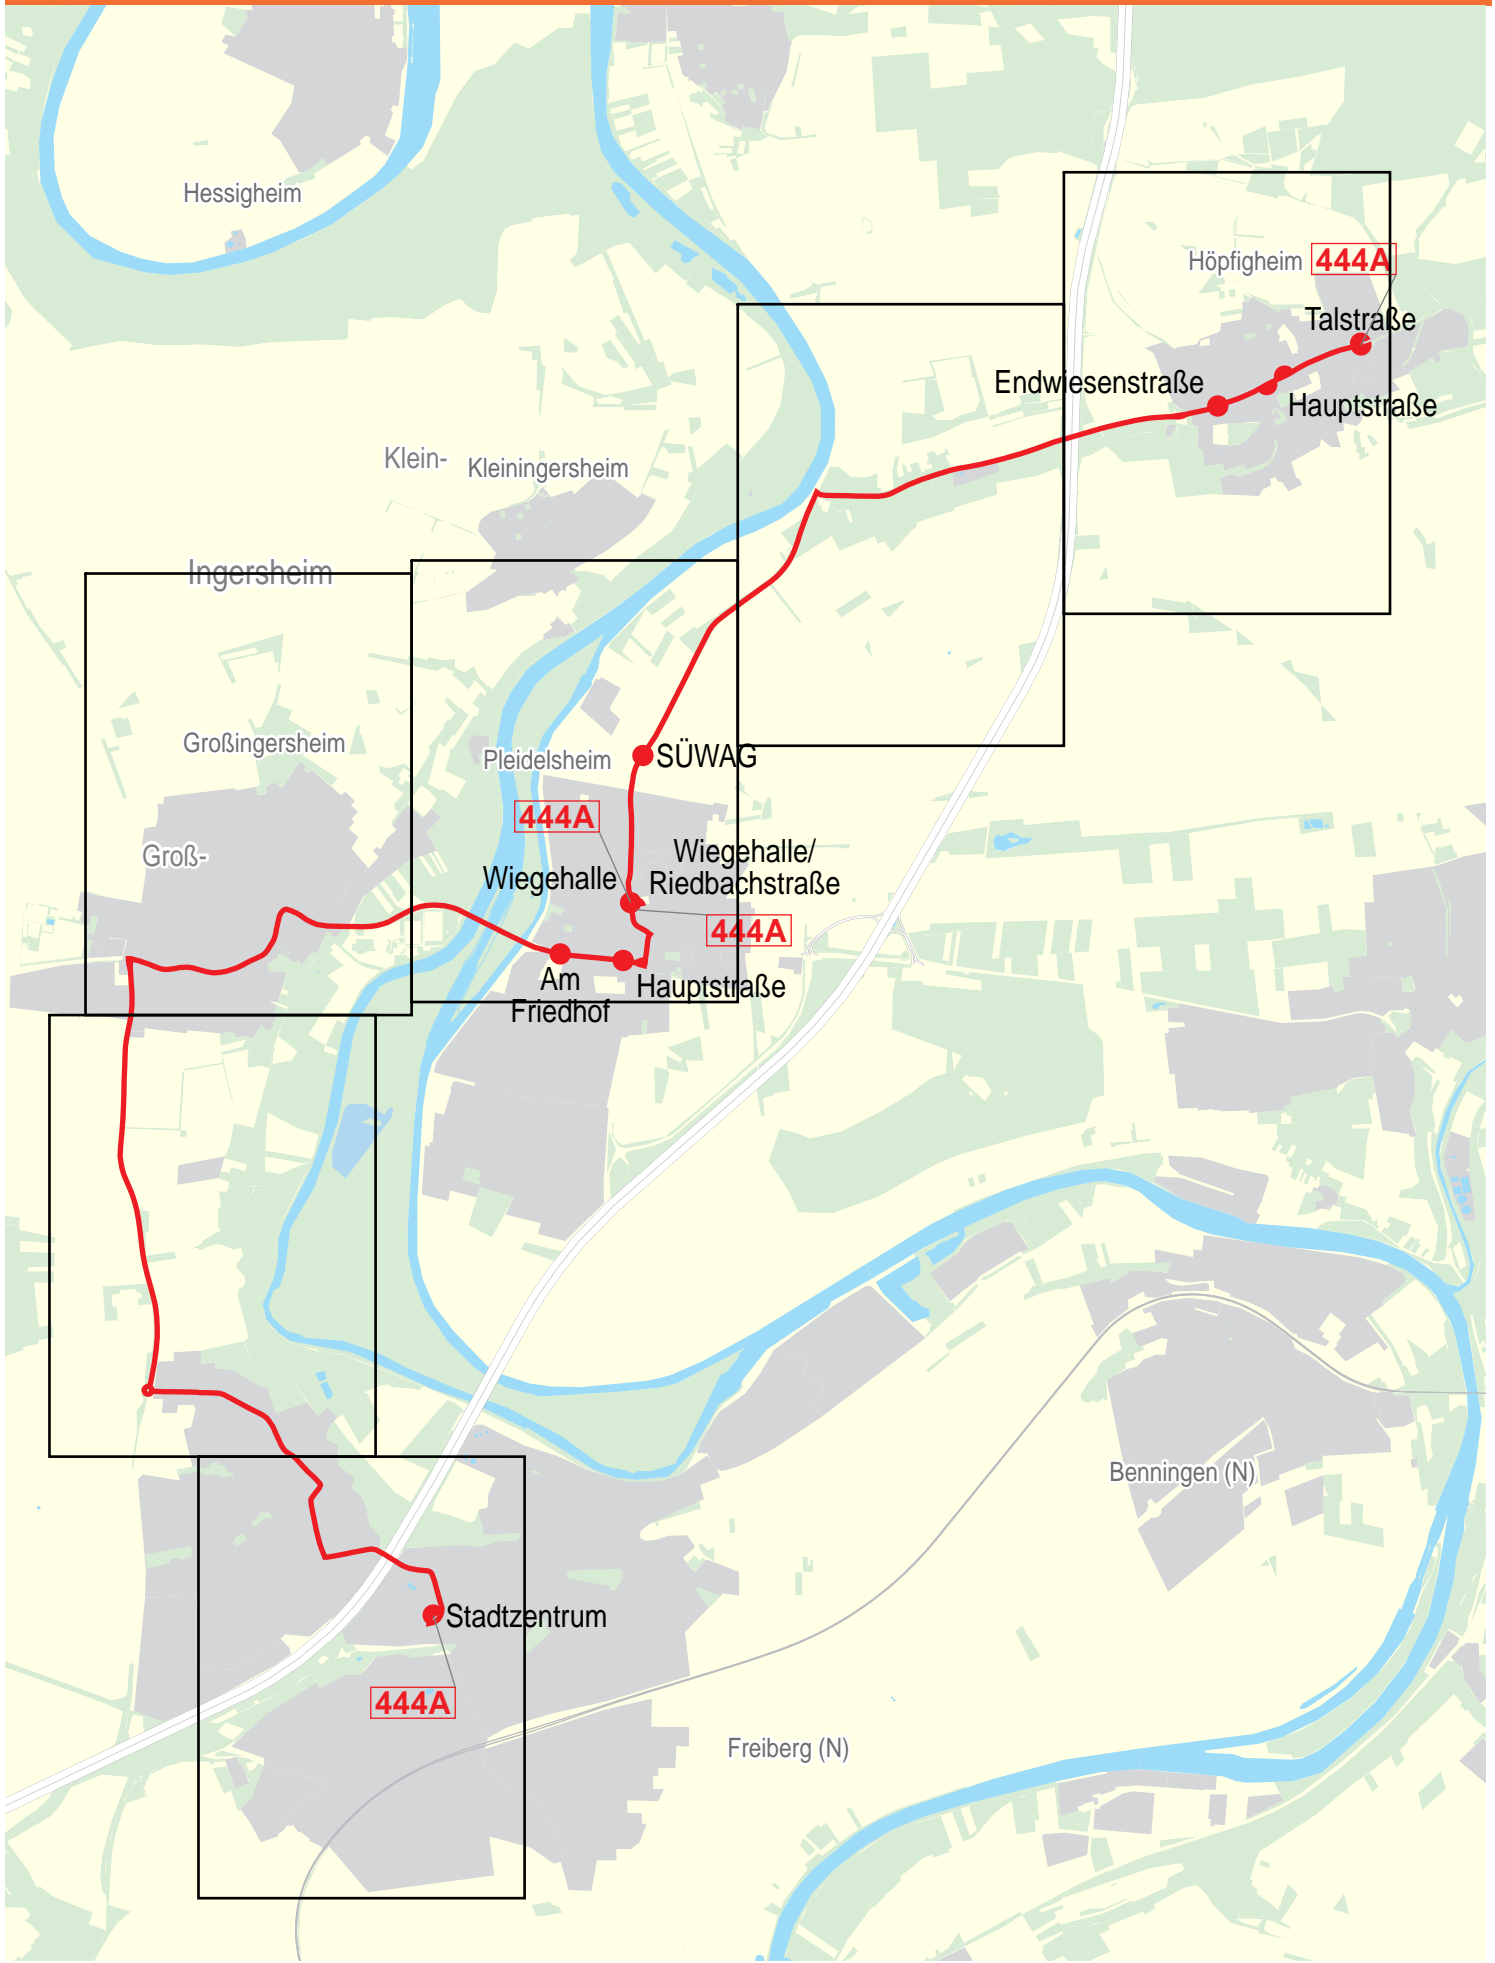 Hessigheim
Höpfigheim
444A
Talstraße
Endwiesenstraße
Hauptstraße
Klein-
Kleiningersheim
Ingersheim
Großingersheim
Pleidelsheim
SÜWAG
444A
Groß-
Wiegehalle
Wiegehalle/
Riedbachstraße
444A
Am
Friedhof
Hauptstraße
Benningen (N)
Stadtzentrum
444A
Freiberg (N)